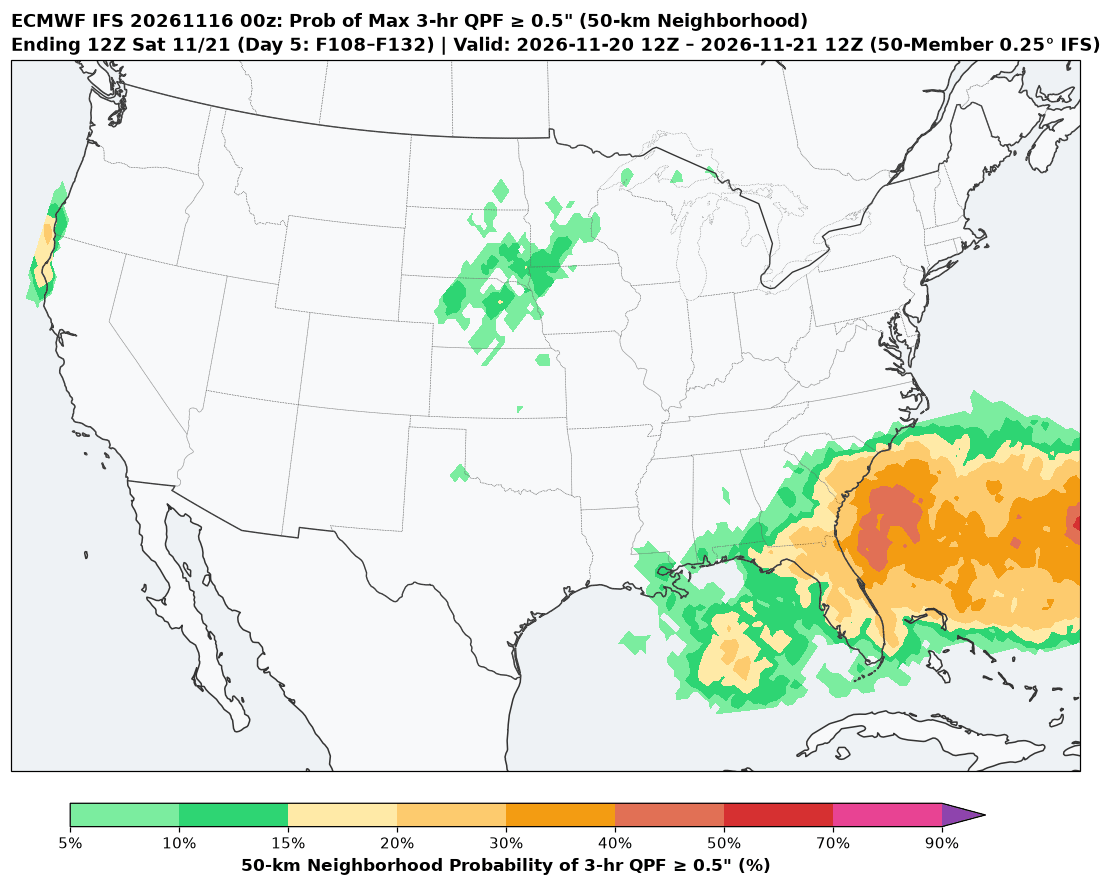 ECMWF IFS 20261116 00z: Prob of Max 3-hr QPF ≥ 0.5" (50-km Neighborhood)
Ending 12Z Sat 11/21 (Day 5: F108–F132) | Valid: 2026-11-20 12Z – 2026-11-21 12Z (50-Member 0.25° IFS)
5% 10% 15% 20% 30% 40% 50% 70% 90%
50-km Neighborhood Probability of 3-hr QPF ≥ 0.5" (%)